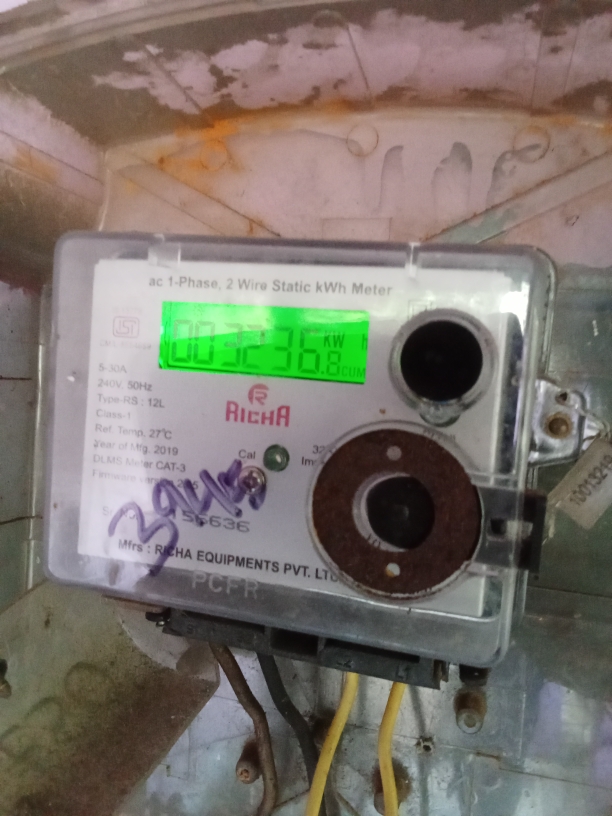 ac 1-Phase, 2 Wire Static kWh Meter
003236.8 KW h
CUM
5-30A
240V, 50Hz
Type-RS : 12L
Class-1
Ref. Temp. 27°C
Year of Mfg. 2019
DLMS Meter CAT-3
Firmware
RICHA
Cal
Mfrs : RICHA EQUIPMENTS PVT. LTD
PCFR